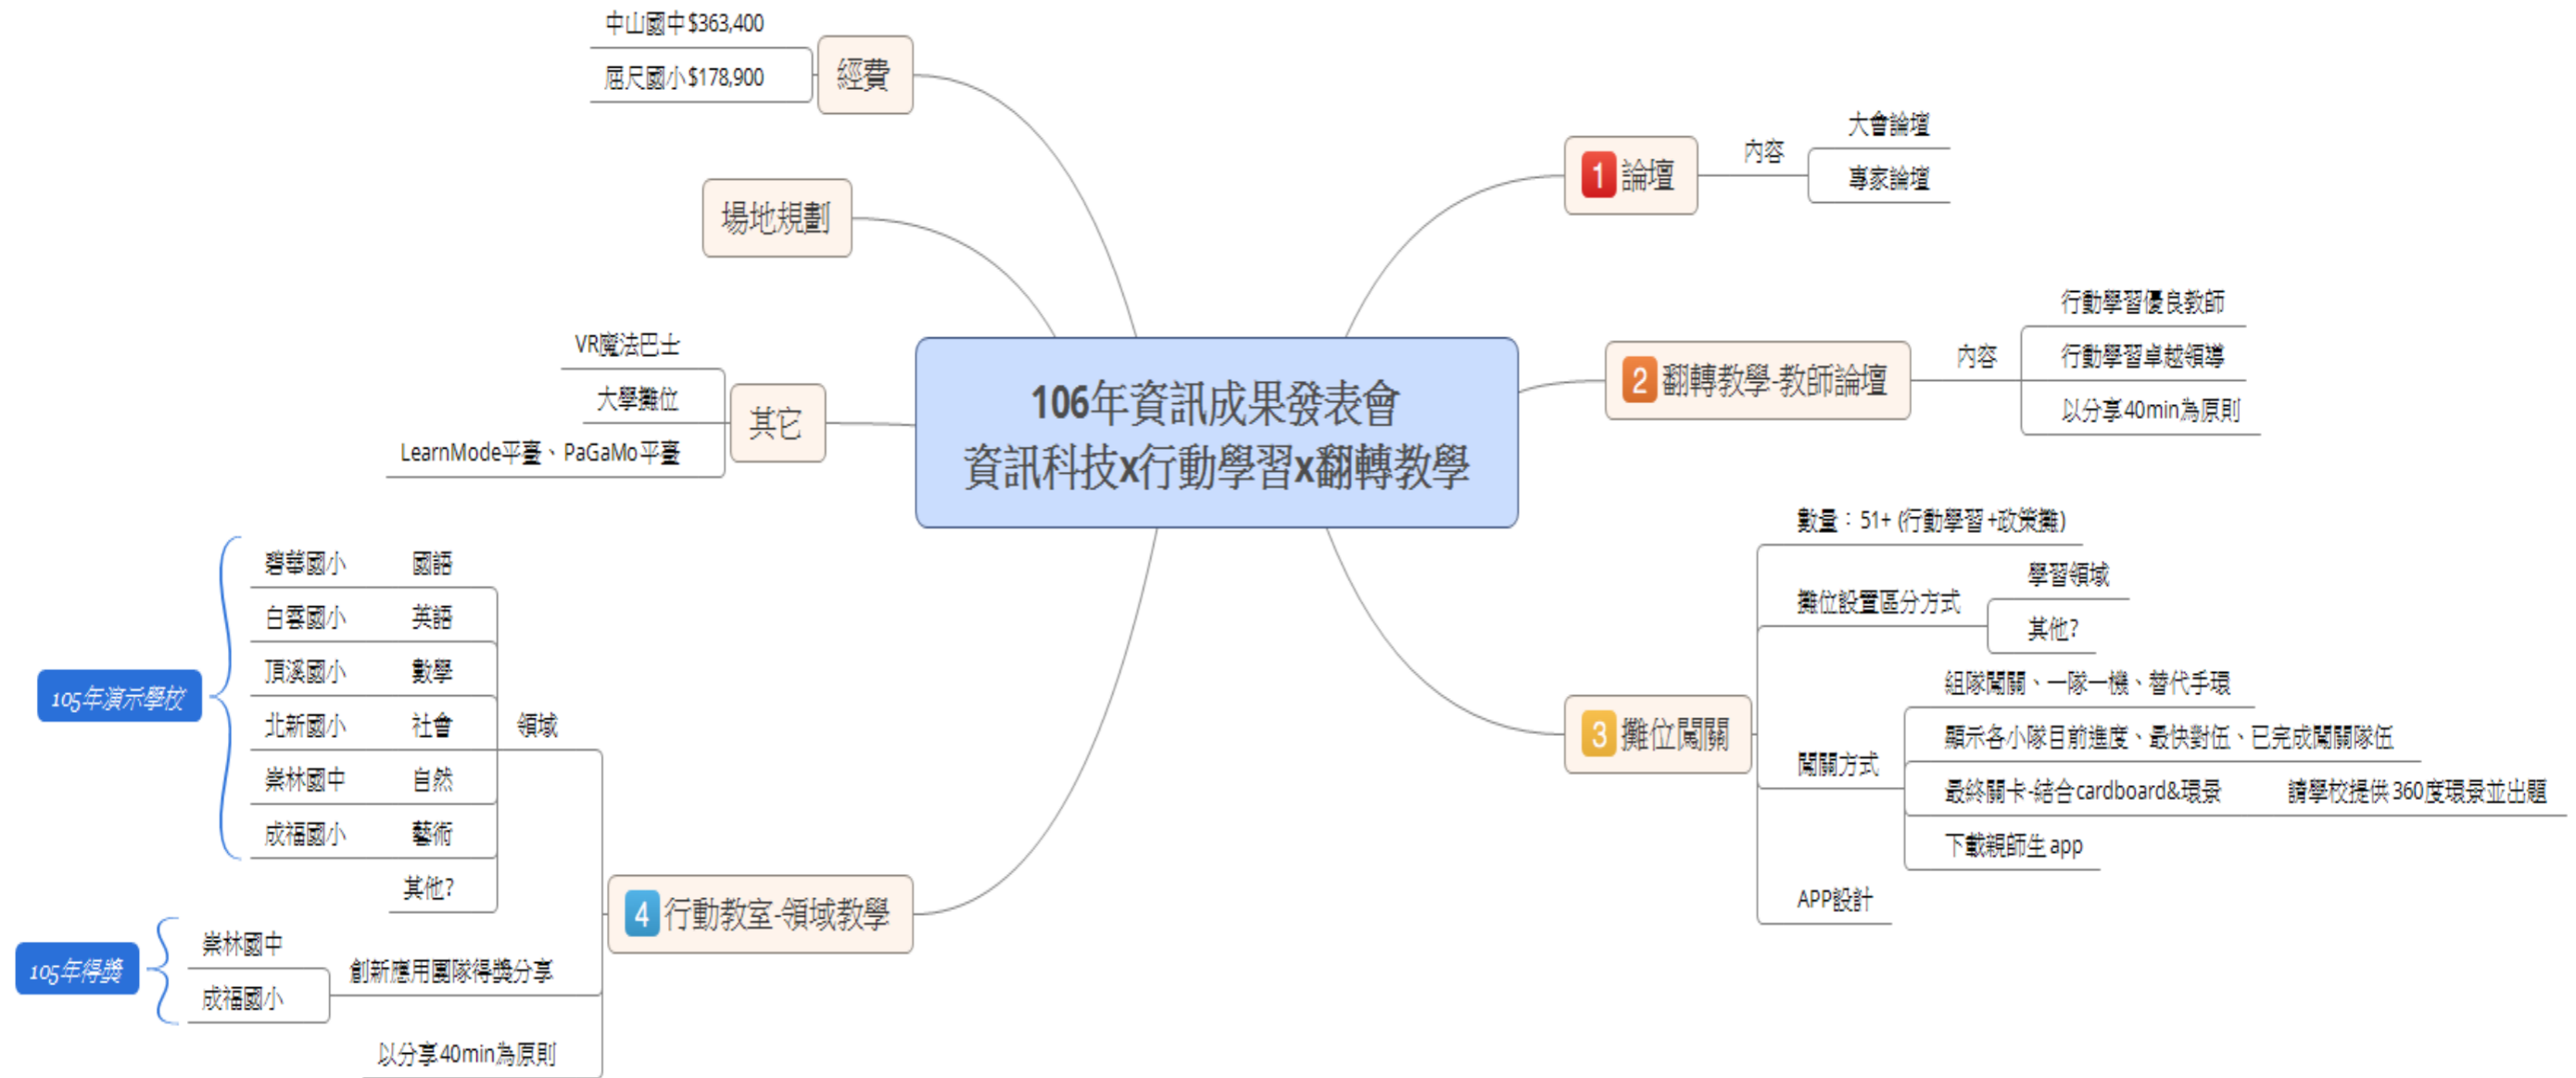 106年資訊成果發表會
資訊科技x行動學習x翻轉教學
1 論壇
內容
大會論壇
專家論壇
2 翻轉教學-教師論壇
內容
行動學習優良教師
行動學習卓越領導
以分享40min為原則
3 攤位闖關
數量：51+ (行動學習+政策攤)
攤位設置區分方式
學習領域
其他?
闖關方式
組隊闖關、一隊一機、替代手環
顯示各小隊目前進度、最快對伍、已完成闖關隊伍
最終關卡-結合cardboard&環景
請學校提供360度環景並出題
下載親師生app
APP設計
4 行動教室-領域教學
領域
國語
碧華國小
英語
白雲國小
數學
頂溪國小
社會
北新國小
自然
崇林國中
藝術
成福國小
其他?
105年演示學校
創新應用團隊得獎分享
崇林國中
成福國小
105年得獎
以分享40min為原則
其它
VR魔法巴士
大學攤位
LearnMode平臺、PaGaMo平臺
場地規劃
經費
中山國中$363,400
屈尺國小$178,900